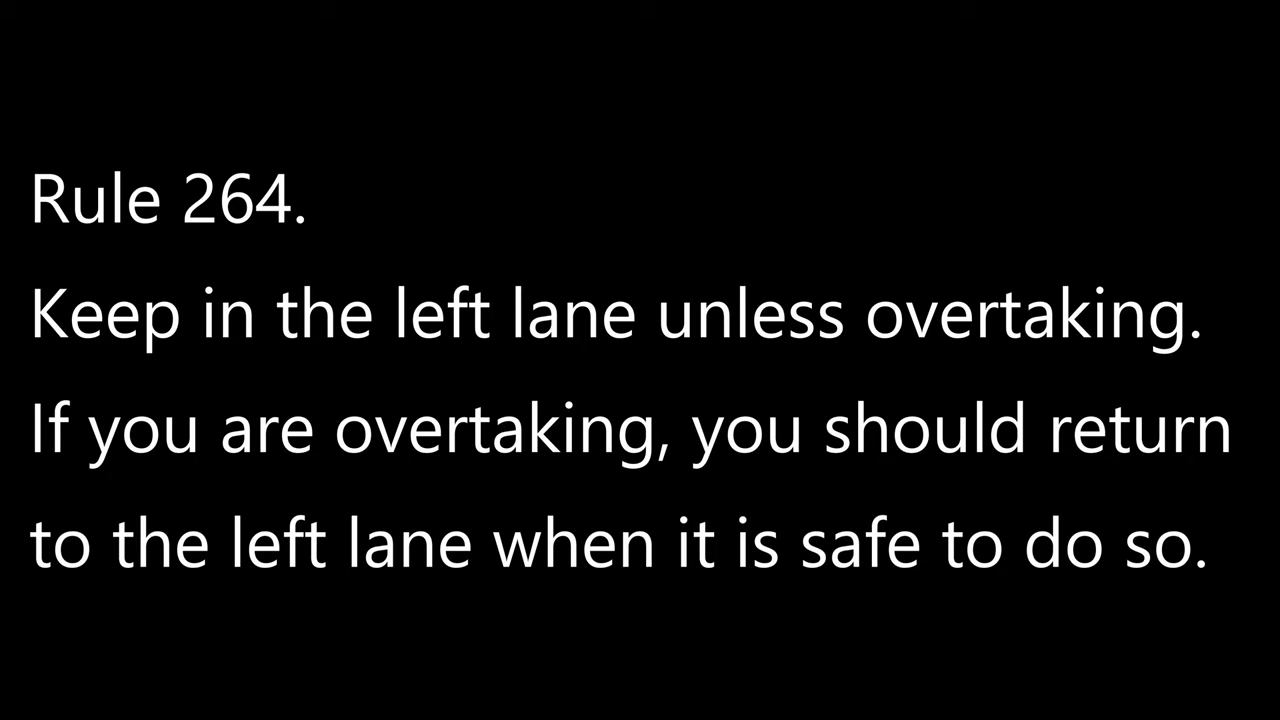 Rule 264.
Keep in the left lane unless overtaking.
If you are overtaking, you should return
to the left lane when it is safe to do so.